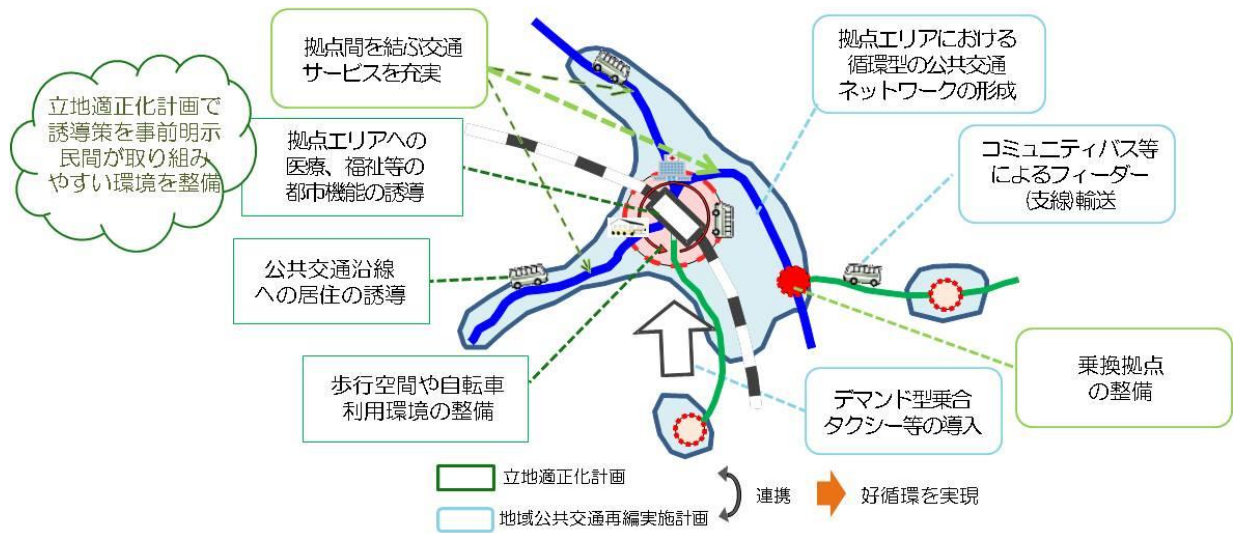 立地適正化計画で
誘導策を事前明示
民間が取り組み
やすい環境を整備
拠点間を結ぶ交通
サービスを充実
拠点エリアへの
医療、福祉等の
都市機能の誘導
公共交通沿線
への居住の誘導
歩行空間や自転車
利用環境の整備
拠点エリアにおける
循環型の公共交通
ネットワークの形成
コミュニティバス等
によるフィーダー
(支線)輸送
乗換拠点
の整備
デマンド型乗合
タクシー等の導入
立地適正化計画
地域公共交通再編実施計画
連携
好循環を実現